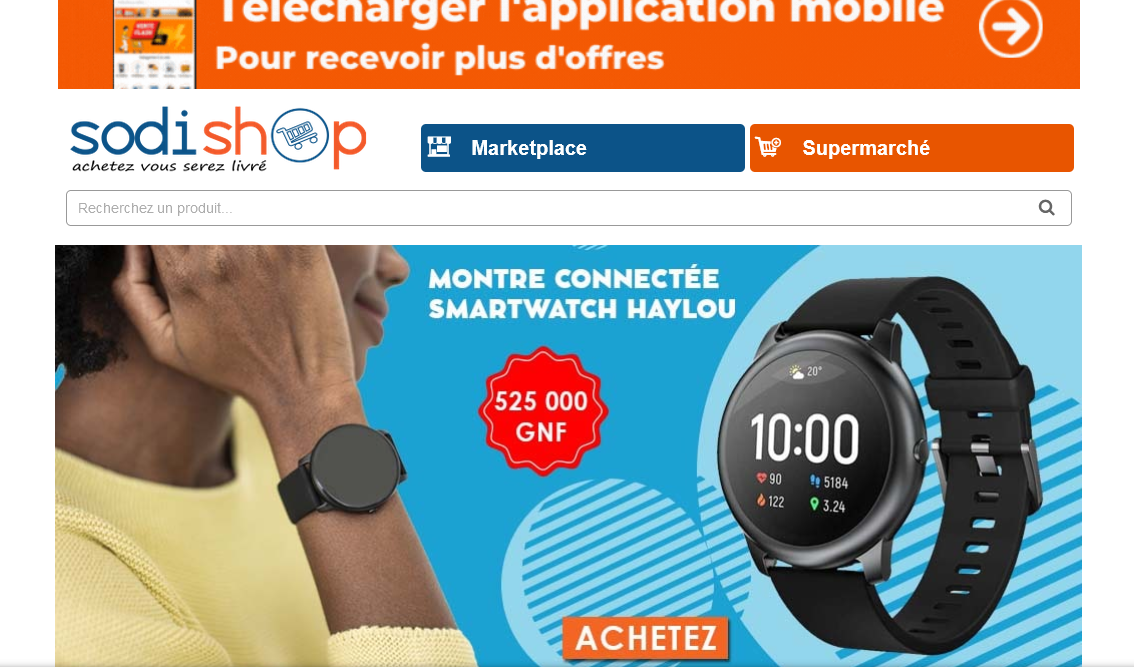 Télécharger l'application mobile
Pour recevoir plus d'offres
sodishop
achetez vous serez livré
Marketplace
Supermarché
Recherchez un produit...
MONTRE CONNECTÉE
SMARTWATCH HAYLOU
525 000
GNF
20°
10:00
90
5184
122
3.24
ACHETEZ